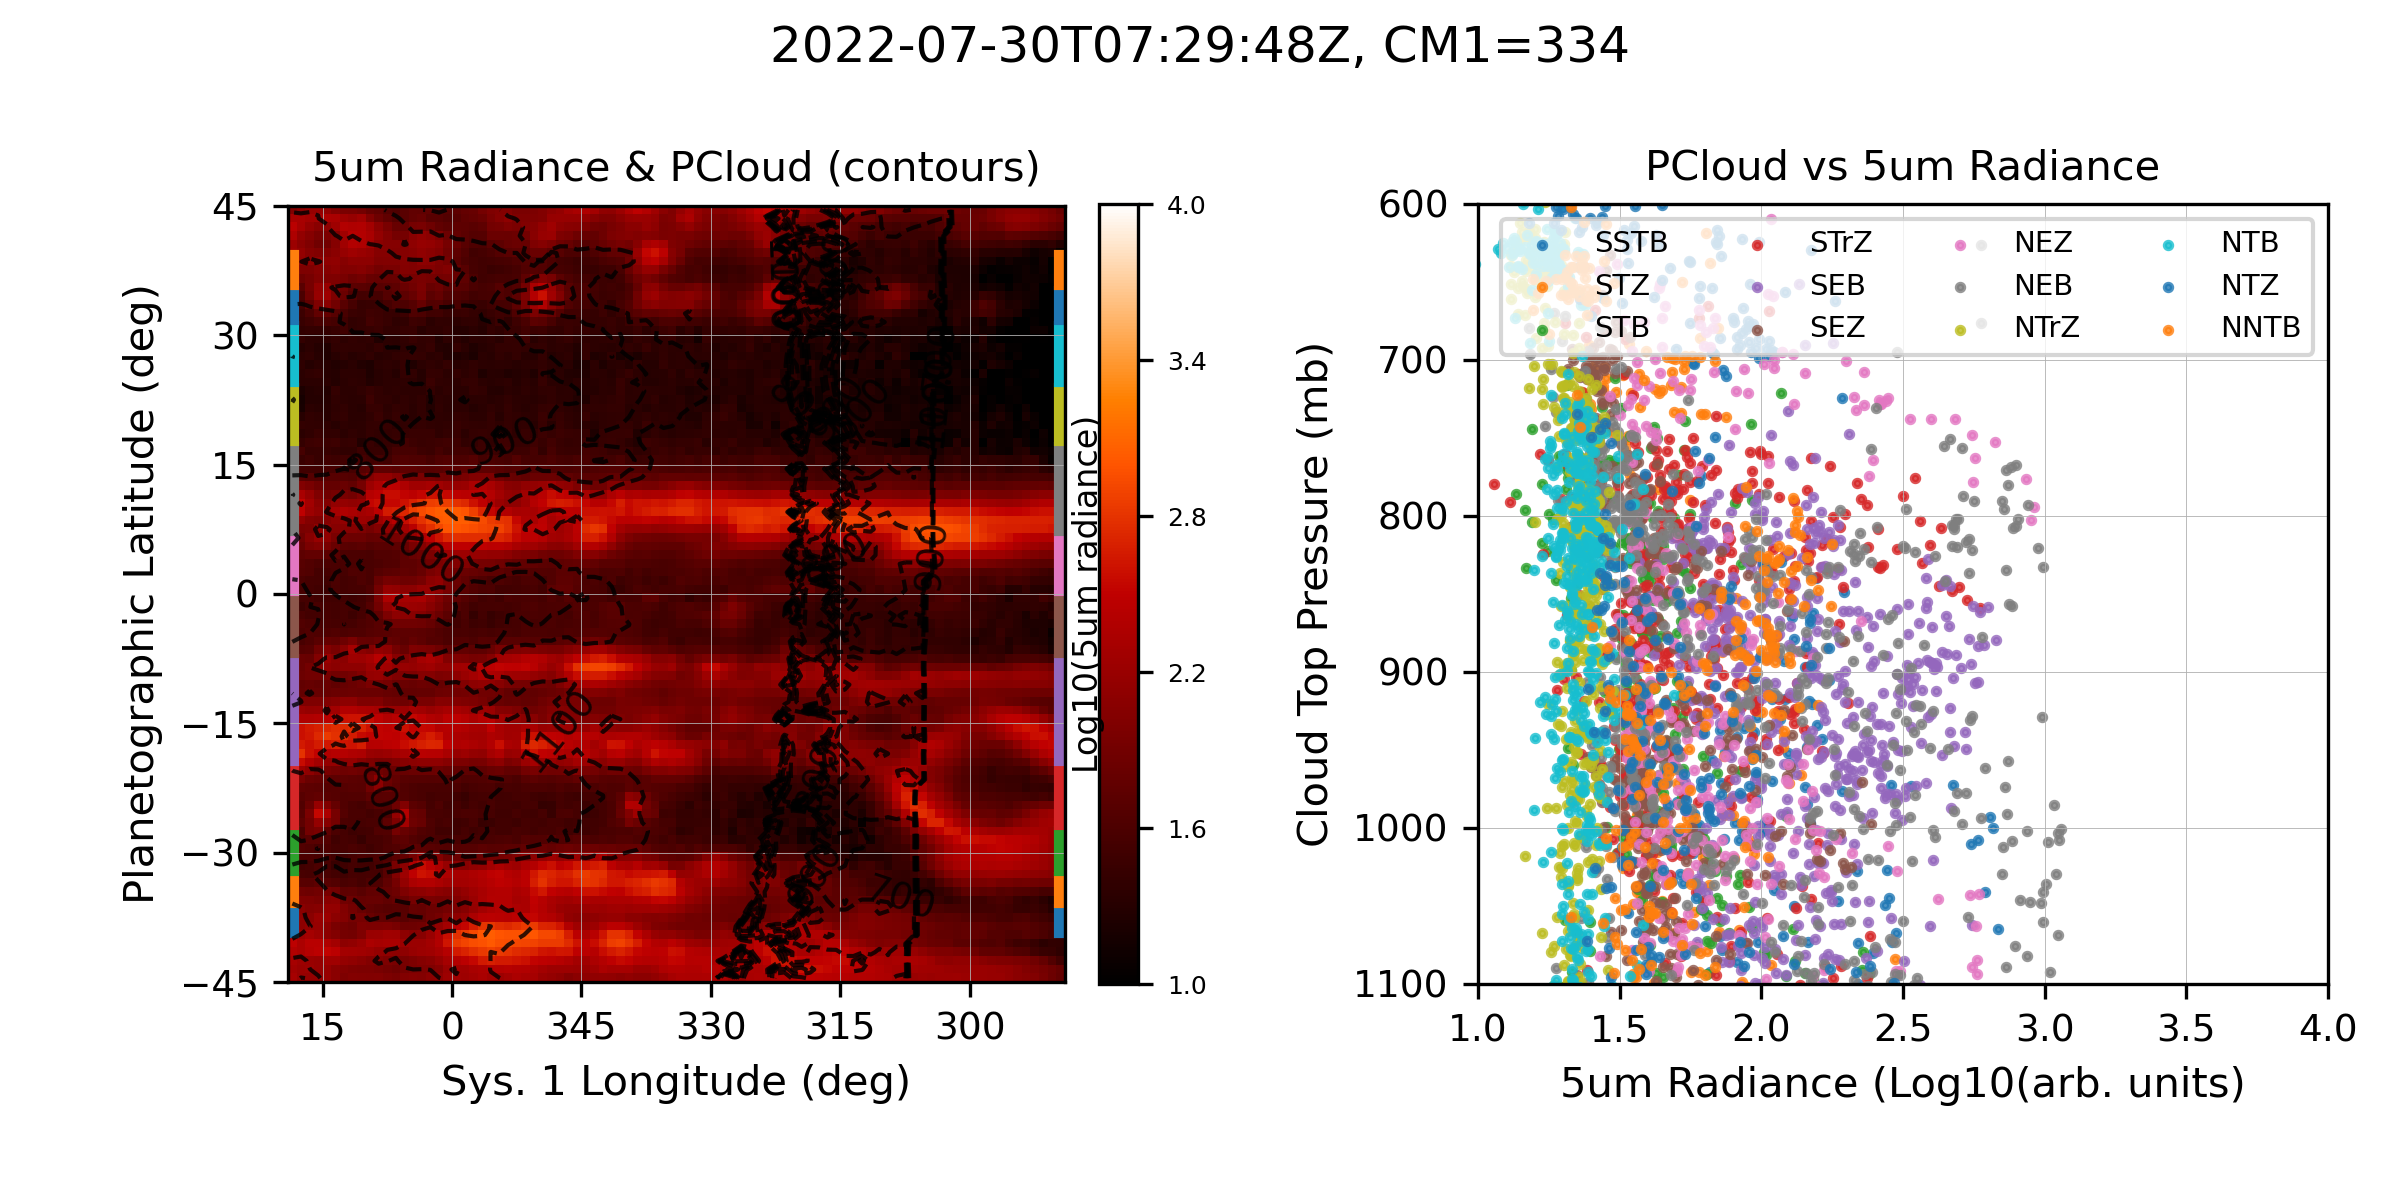 2022-07-30T07:29:48Z, CM1=334
5um Radiance & PCloud (contours)
45
30
15
0
−15
−30
−45
Planetographic Latitude (deg)
15 0 345 330 315 300
Sys. 1 Longitude (deg)
800
900
1000
1100
800
900
700
4.0
3.4
2.8
2.2
1.6
1.0
Log10(5um radiance)
PCloud vs 5um Radiance
600
700
800
900
1000
1100
Cloud Top Pressure (mb)
SSTB STrZ NEZ NTB
STZ SEB NEB NTZ
STB SEZ NTrZ NNTB
1.0 1.5 2.0 2.5 3.0 3.5 4.0
5um Radiance (Log10(arb. units)